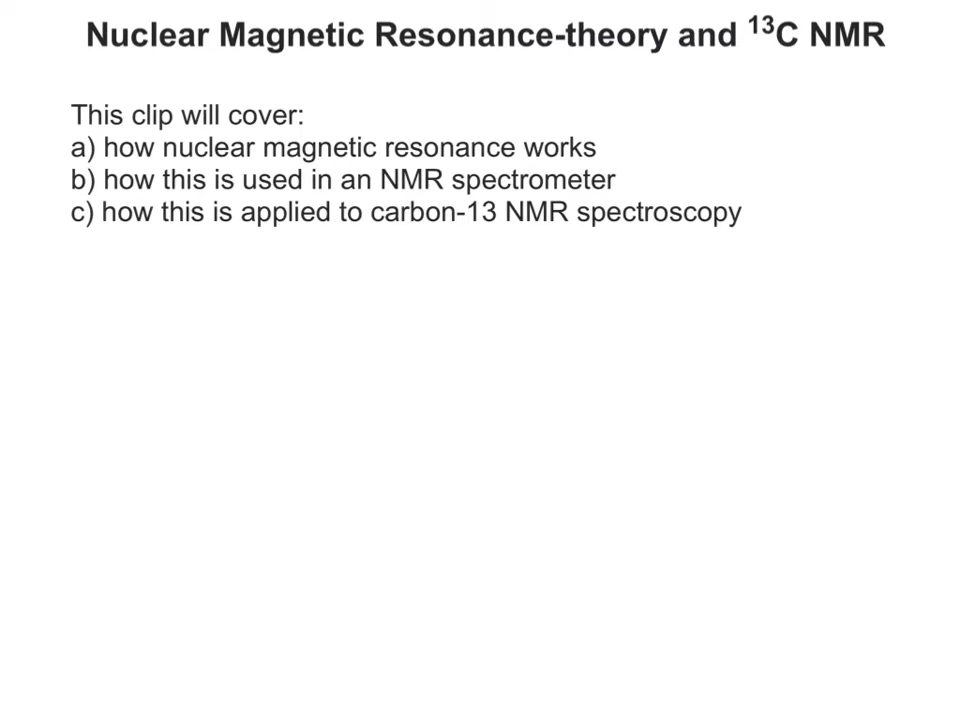 Nuclear Magnetic Resonance-theory and ¹³C NMR
This clip will cover:
a) how nuclear magnetic resonance works
b) how this is used in an NMR spectrometer
c) how this is applied to carbon-13 NMR spectroscopy